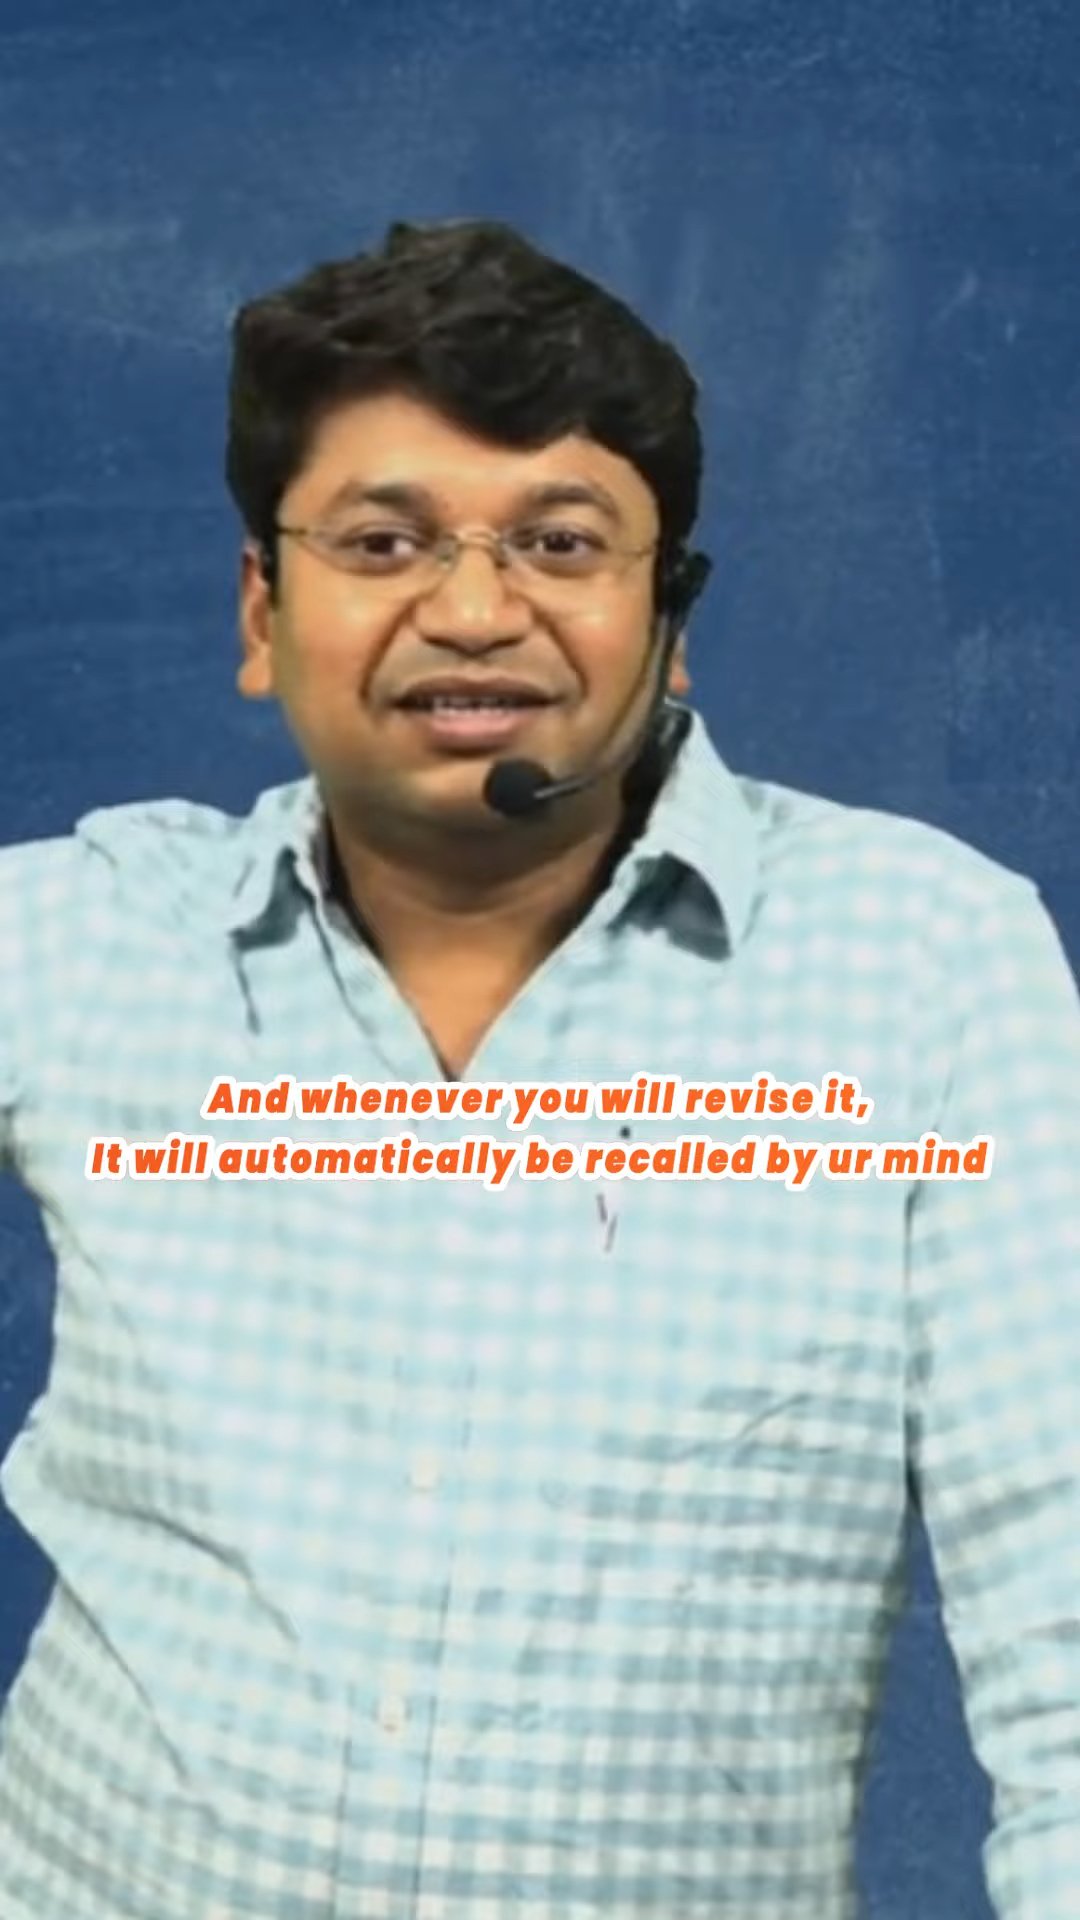 And whenever you will revise it,
It will automatically be recalled by ur mind